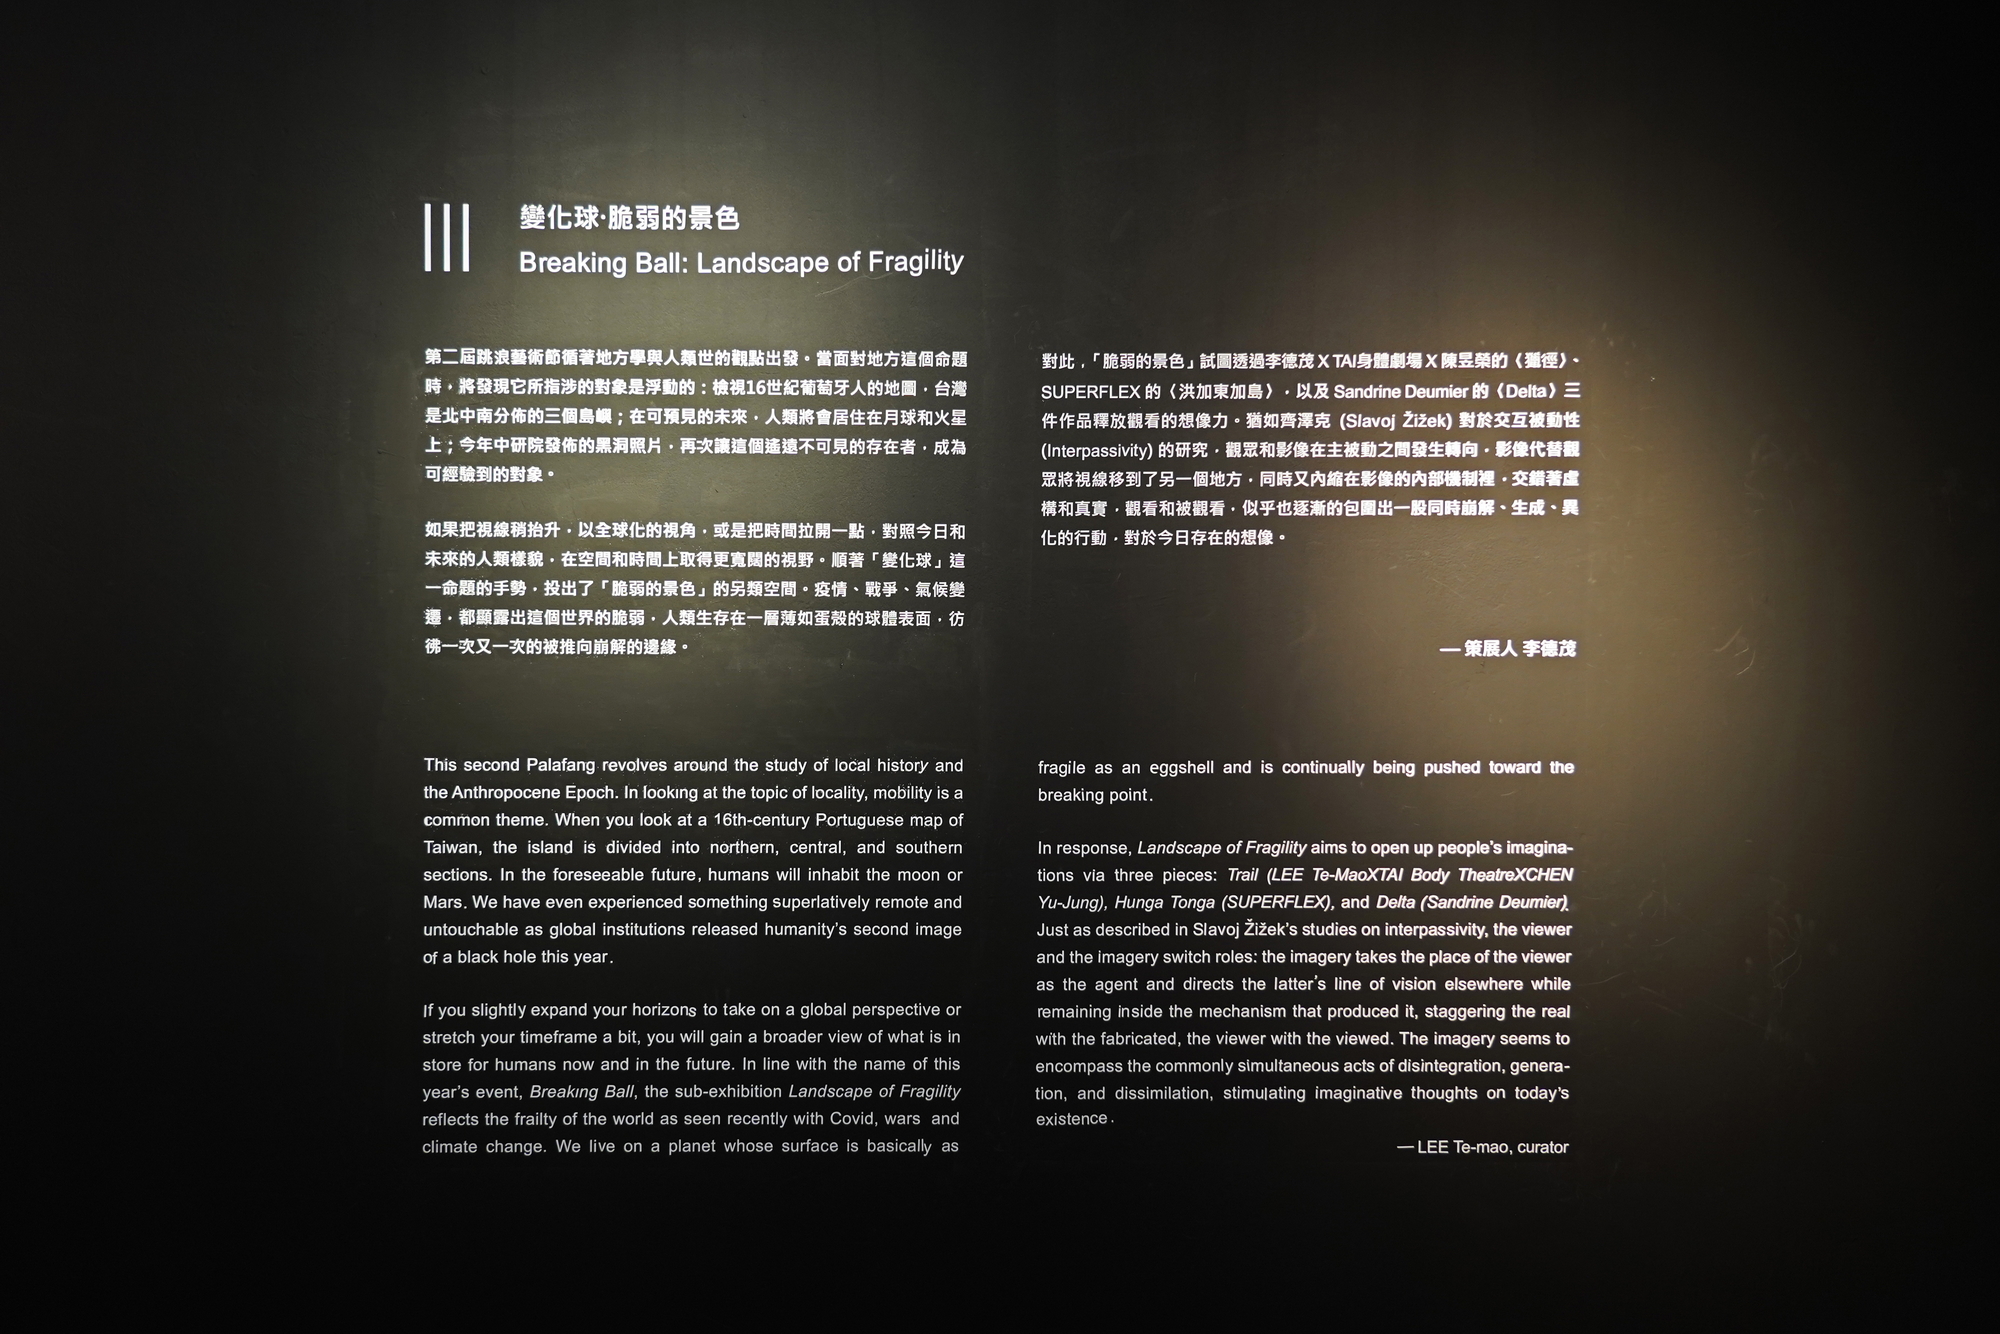 變化球·脆弱的景色
Breaking Ball: Landscape of Fragility
第二屆跳浪藝術節循著地方學與人類世的觀點出發。當面對地方這個命題
時，將發現它所指涉的對象是浮動的：檢視16世紀葡萄牙人的地圖，台灣
是北中南分佈的三個島嶼；在可預見的未來，人類將會居住在月球和火星
上；今年中研院發佈的黑洞照片，再次讓這個遙遠不可見的存在者，成為
可經驗到的對象。
如果把視線稍抬升，以全球化的視角，或是把時間拉開一點，對照今日和
未來的人類樣貌，在空間和時間上取得更寬闊的視野。順著「變化球」這
一命題的手勢，投出了「脆弱的景色」的另類空間。疫情、戰爭、氣候變
遷，都顯露出這個世界的脆弱，人類生存在一層薄如蛋殼的球體表面，彷
彿一次又一次的被推向崩解的邊緣。
對此，「脆弱的景色」試圖透過李德茂 X TAI身體劇場 X 陳昱榮的〈獵徑〉、
SUPERFLEX 的〈洪加東加島〉，以及 Sandrine Deumier 的〈Delta〉三
件作品釋放觀看的想像力。猶如齊澤克 (Slavoj Žižek) 對於交互被動性
(Interpassivity) 的研究，觀眾和影像在主被動之間發生轉向，影像代替觀
眾將視線移到了另一個地方，同時又內縮在影像的內部機制裡，交錯著虛
構和真實，觀看和被觀看，似乎也逐漸的包圍出一股同時崩解、生成、異
化的行動，對於今日存在的想像。
— 策展人 李德茂
This second Palafang revolves around the study of local history and
the Anthropocene Epoch. In looking at the topic of locality, mobility is a
common theme. When you look at a 16th-century Portuguese map of
Taiwan, the island is divided into northern, central, and southern
sections. In the foreseeable future, humans will inhabit the moon or
Mars. We have even experienced something superlatively remote and
untouchable as global institutions released humanity's second image
of a black hole this year.
If you slightly expand your horizons to take on a global perspective or
stretch your timeframe a bit, you will gain a broader view of what is in
store for humans now and in the future. In line with the name of this
year's event, Breaking Ball, the sub-exhibition Landscape of Fragility
reflects the frailty of the world as seen recently with Covid, wars and
climate change. We live on a planet whose surface is basically as
fragile as an eggshell and is continually being pushed toward the
breaking point.
In response, Landscape of Fragility aims to open up people's imagina-
tions via three pieces: Trail (LEE Te-MaoXTAI Body TheatreXCHEN
Yu-Jung), Hunga Tonga (SUPERFLEX), and Delta (Sandrine Deumier).
Just as described in Slavoj Žižek's studies on interpassivity, the viewer
and the imagery switch roles: the imagery takes the place of the viewer
as the agent and directs the latter's line of vision elsewhere while
remaining inside the mechanism that produced it, staggering the real
with the fabricated, the viewer with the viewed. The imagery seems to
encompass the commonly simultaneous acts of disintegration, genera-
tion, and dissimilation, stimulating imaginative thoughts on today's
existence.
— LEE Te-mao, curator